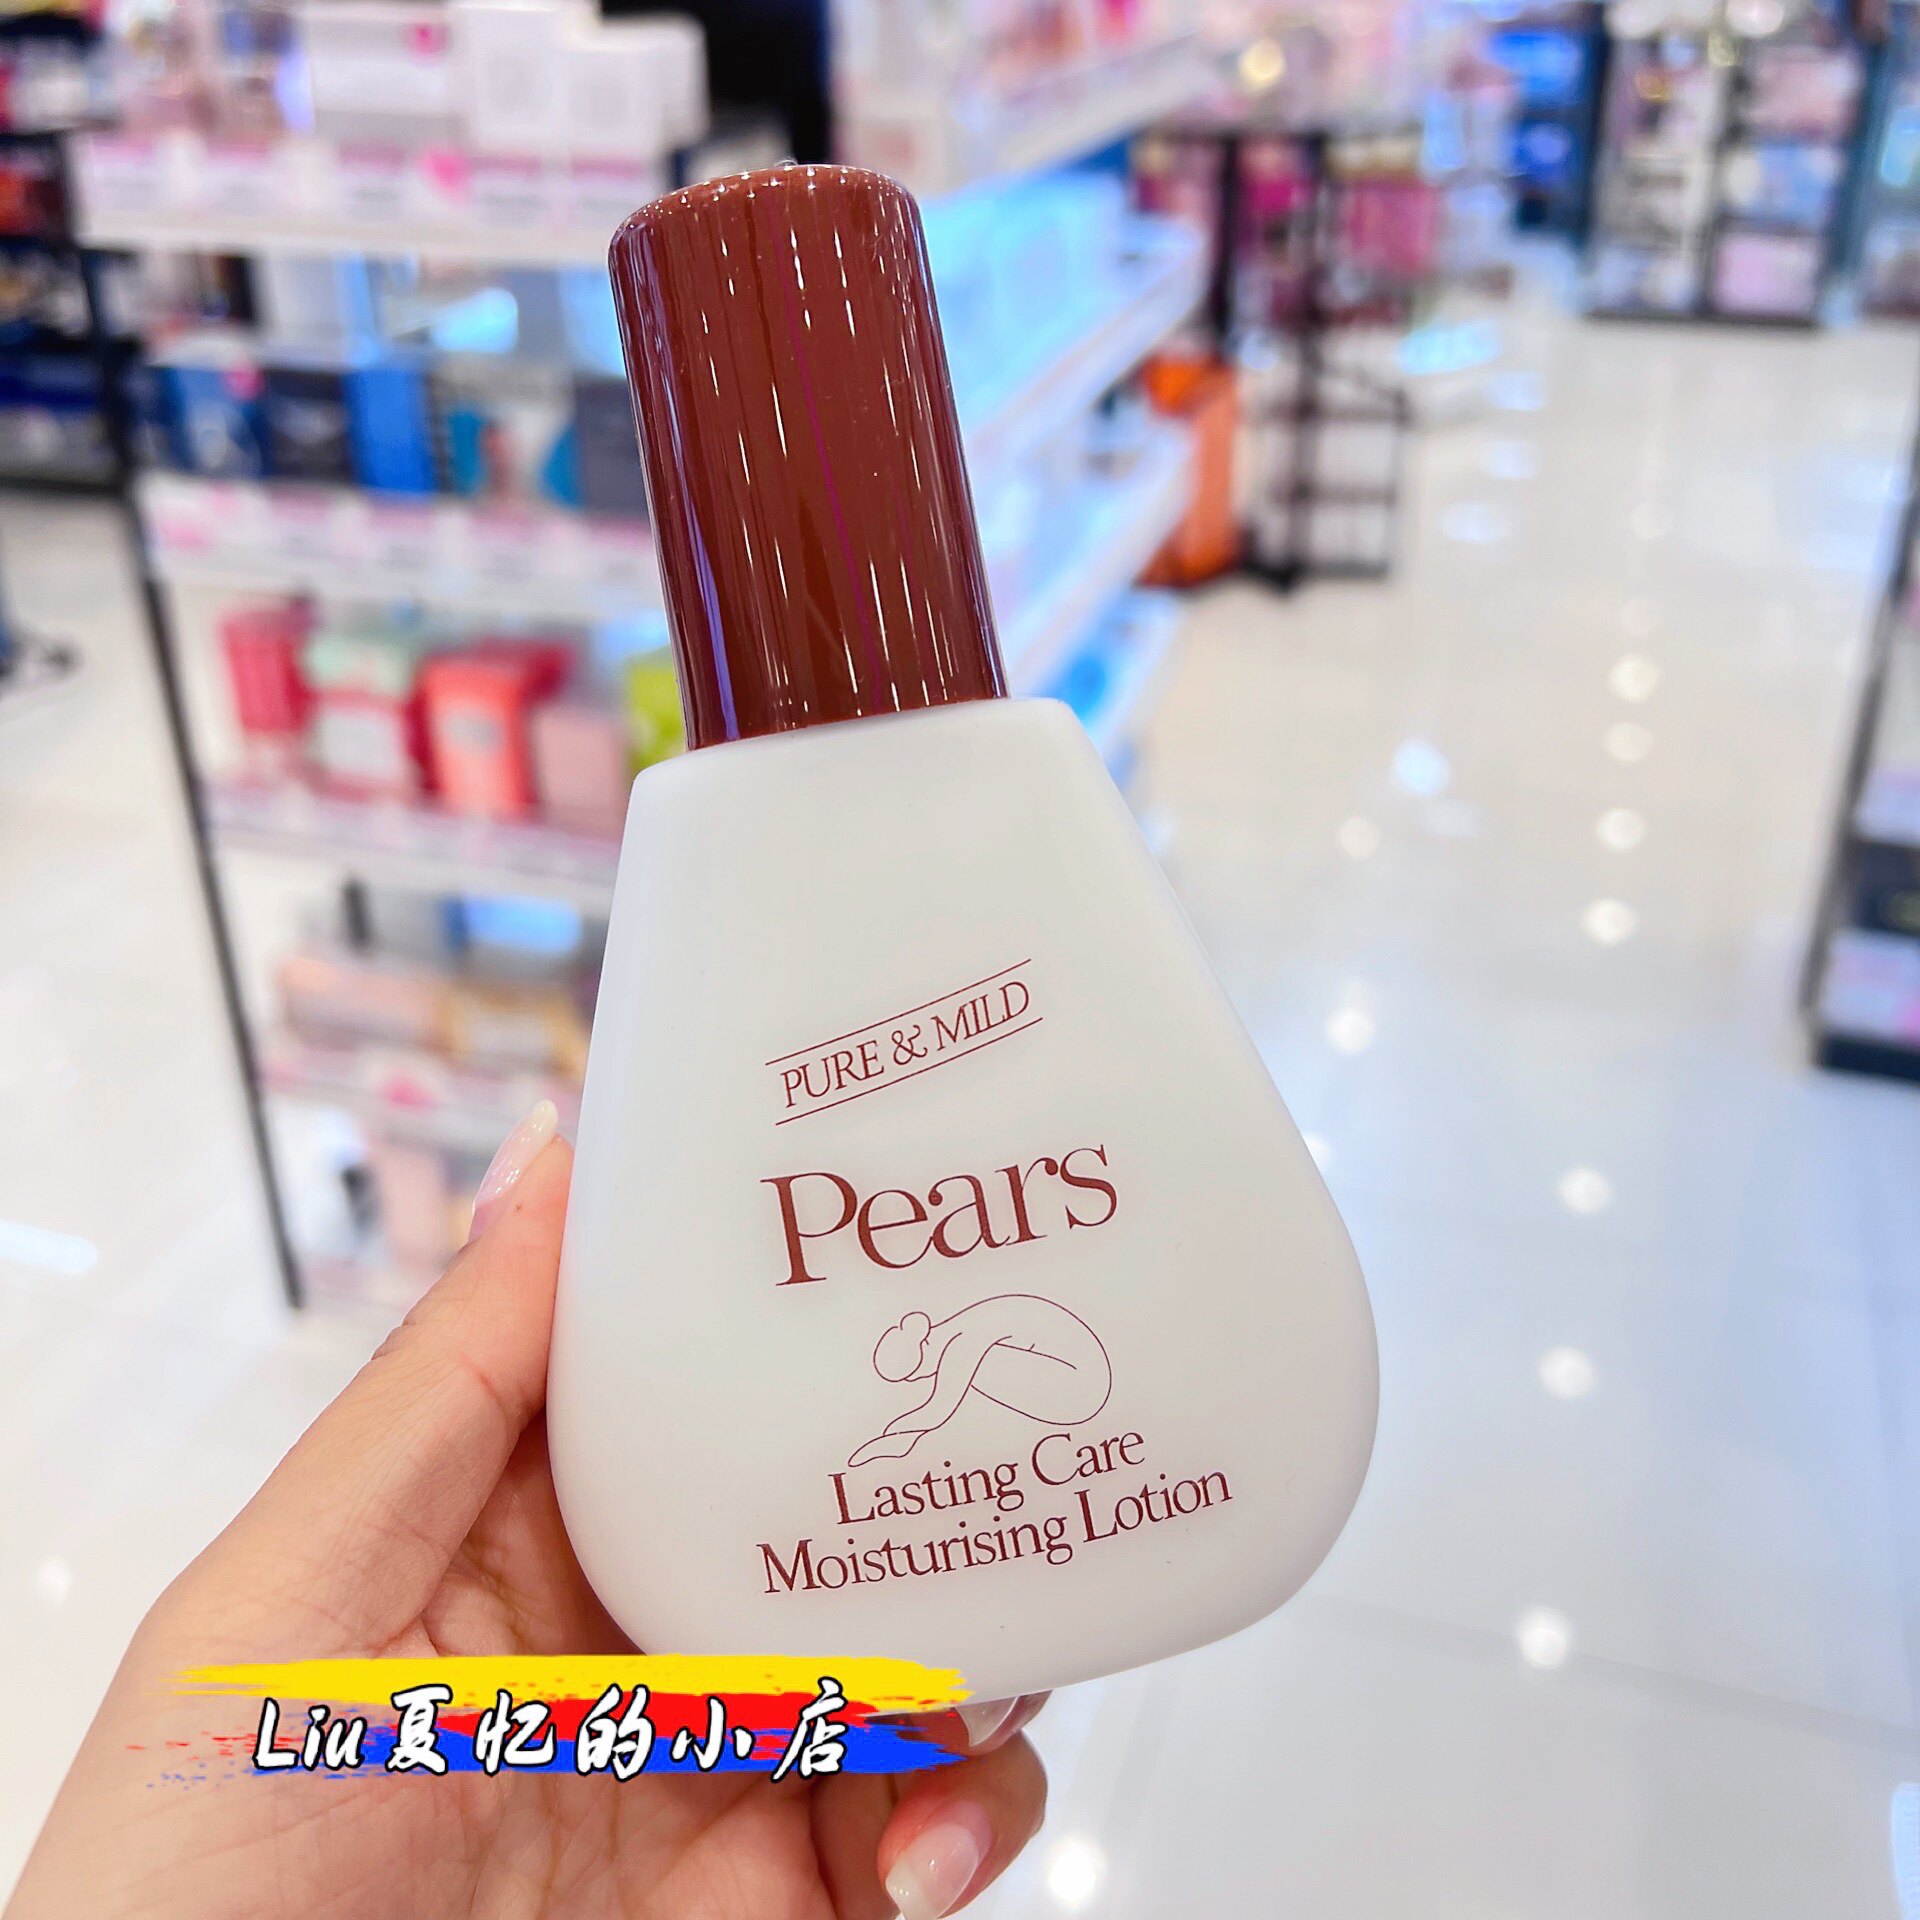 PURE & MILD
Pears
Lasting Care
Moisturising Lotion
Liu夏忆的小店